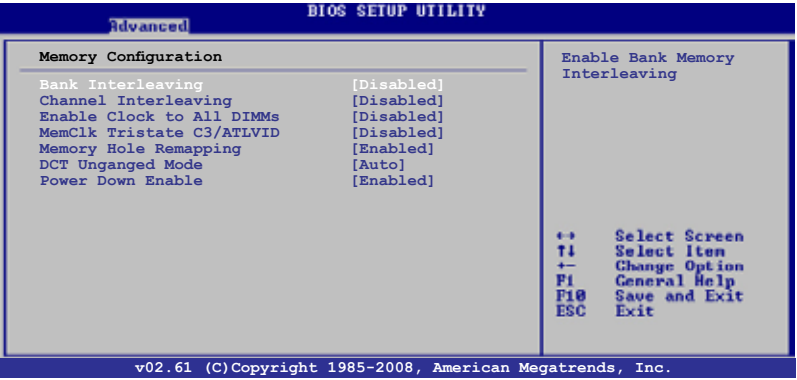 BIOS SETUP UTILITY
Advanced
Memory Configuration
Bank Interleaving [Disabled]
Channel Interleaving [Disabled]
Enable Clock to All DIMMs [Disabled]
MemClk Tristate C3/ATLVID [Disabled]
Memory Hole Remapping [Enabled]
DCT Unganged Mode [Auto]
Power Down Enable [Enabled]
Enable Bank Memory
Interleaving
←→ Select Screen
↑↓ Select Item
+- Change Option
F1 General Help
F10 Save and Exit
ESC Exit
v02.61 (C)Copyright 1985-2008, American Megatrends, Inc.